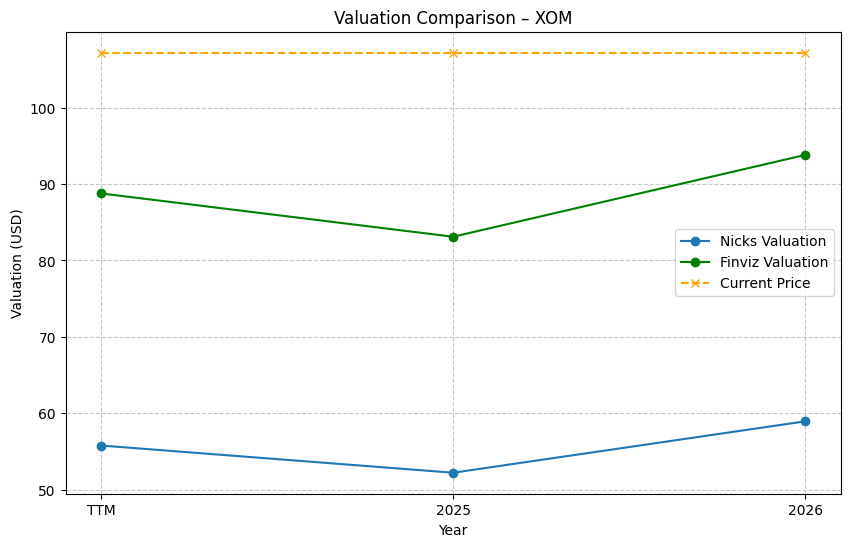 Valuation Comparison – XOM
Valuation (USD)
100
90
80
70
60
50
Nicks Valuation
Finviz Valuation
Current Price
TTM
2025
2026
Year